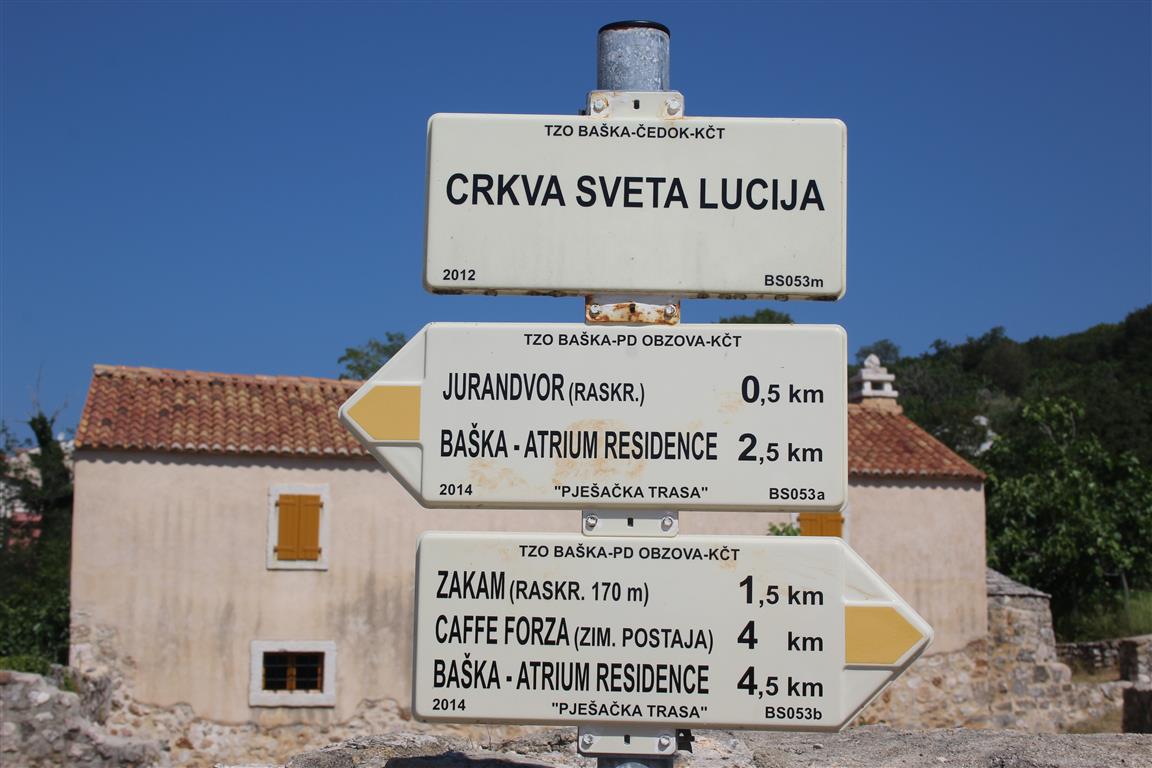 TZO BAŠKA-ČEDOK-KČT
CRKVA SVETA LUCIJA
2012 BS053m
TZO BAŠKA-PD OBZOVA-KČT
JURANDVOR (RASKR.) 0,5 km
BAŠKA - ATRIUM RESIDENCE 2,5 km
2014 "PJEŠAČKA TRASA" BS053a
TZO BAŠKA-PD OBZOVA-KČT
ZAKAM (RASKR. 170 m) 1,5 km
CAFFE FORZA (ZIM. POSTAJA) 4 km
BAŠKA - ATRIUM RESIDENCE 4,5 km
2014 "PJEŠAČKA TRASA" BS053b